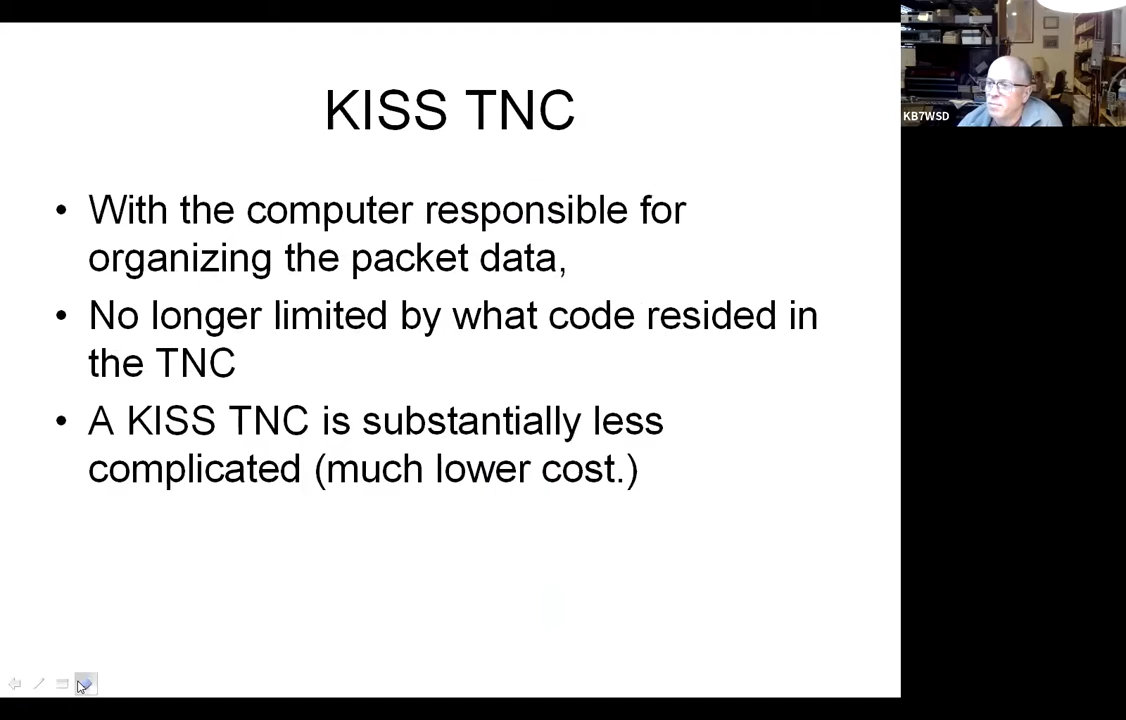 KISS TNC
• With the computer responsible for
organizing the packet data,
• No longer limited by what code resided in
the TNC
• A KISS TNC is substantially less
complicated (much lower cost.)
KB7WSD